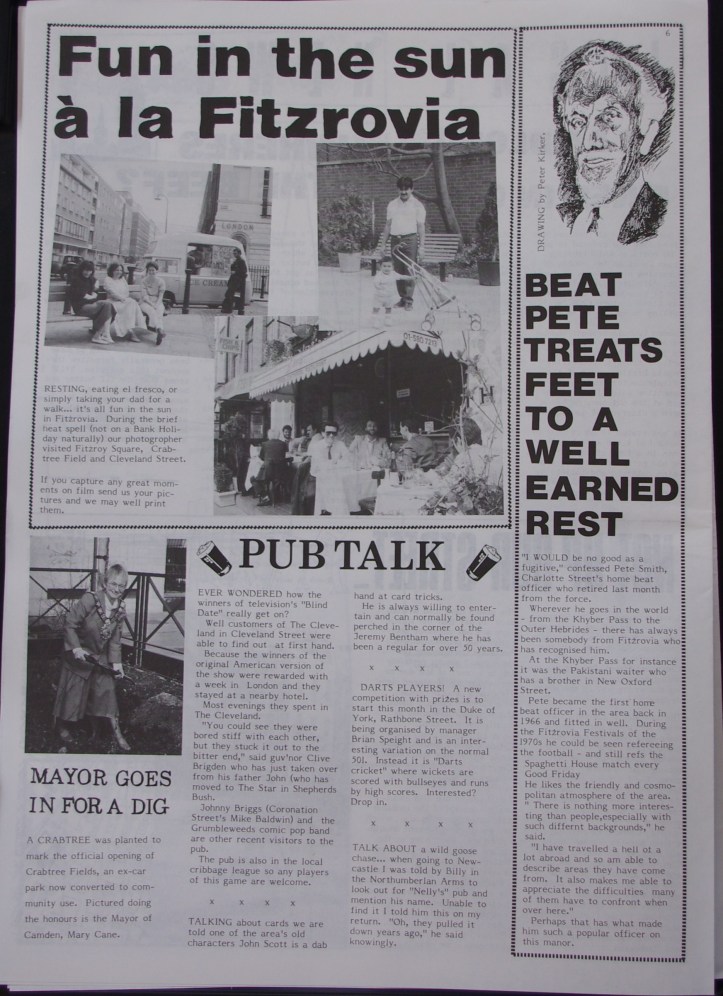 6
Fun in the sun
à la Fitzrovia
LONDON
ICE CREAM
01-580 7218
RESTING, eating el fresco, or
simply taking your dad for a
walk... it's all fun in the sun
in Fitzrovia. During the brief
heat spell (not on a Bank Holi-
day naturally) our photogropher
visited Fitzroy Square, Crab-
tree Field and Cleveland Street.
If you capture any great mom-
ents on film send us your pic-
tures and we may well print
them.
MAYOR GOES
IN FOR A DIG
A CRABTREE was planted to
mark the official opening of
Crabtree Fields, an ex-car
park now converted to com-
munity use. Pictured doing
the honours is the Mayor of
Camden, Mary Cane.
PUB TALK
EVER WONDERED how the
winners of television's "Blind
Date" really get on?
Well customers of The Cleve-
land in Cleveland Street were
able to find out at first hand.
Because the winners of the
original American version of
the show were rewarded with
a week in London and they
stayed at a nearby hotel.
Most evenings they spent in
The Cleveland.
"You could see they were
bored stiff with each other,
but they stuck it out to the
bitter end," said guv'nor Clive
Brigden who has just taken over
from his father John (who has
moved to The Star in Shepherds
Bush.
Johnny Briggs (Coronation
Street's Mike Baldwin) and the
Grumbleweeds comic pop band
are other recent visitors to the
pub.
The pub is also in the local
cribbage league so any players
of this game are welcome.
x x x x
TALKING about cards we are
told one of the area's old
characters John Scott is a dab
hand at card tricks.
He is always willing to enter-
tain and can normally be found
perched in the corner of the
Jeremy Bentham where he has
been a regular for over 50 years.
x x x x
DARTS PLAYERS! A new
competition with prizes is to
start this month in the Duke of
York, Rathbone Street. It is
being organised by manager
Brian Speight and is an inter-
esting variation on the normal
501. Instead it is "Darts
cricket" where wickets are
scored with bullseyes and runs
by high scores. Interested?
Drop in.
x x x x
TALK ABOUT a wild goose
chase... when going to New-
castle I was told by Billy in
the Northumberlan Arms to
look out for "Nelly's" pub and
mention his name. Unable to
find it I told him this on my
return. "Oh, they pulled it
down years ago," he said
knowingly.
DRAWING by Peter Kirker.
BEAT
PETE
TREATS
FEET
TO A
WELL
EARNED
REST
"I WOULD be no good as a
fugitive," confessed Pete Smith,
Charlotte Street's home beat
officer who retired last month
from the force.
Wherever he goes in the world
- from the Khyber Pass to the
Outer Hebrides - there has always
been somebody from Fitzrovia who
has recognised him.
At the Khyber Pass for instance
it was the Pakistani waiter who
has a brother in New Oxford
Street.
Pete became the first home
beat officer in the area back in
1966 and fitted in well. During
the Fitzrovia Festivals of the
1970s he could be seen refereeing
the football - and still refs the
Spaghetti House match every
Good Friday
He likes the friendly and cosmo-
politan atmosphere of the area.
" There is nothing more interes-
ting than people,especially with
such differnt backgrounds," he
said.
"I have travelled a hell ot a
lot abroad and so am able to
describe areas they have come
from. It also makes me able to
appreciate the difficulties many
of them have to confront when
over here."
Perhaps that has what made
him such a popular officer on
this manor.